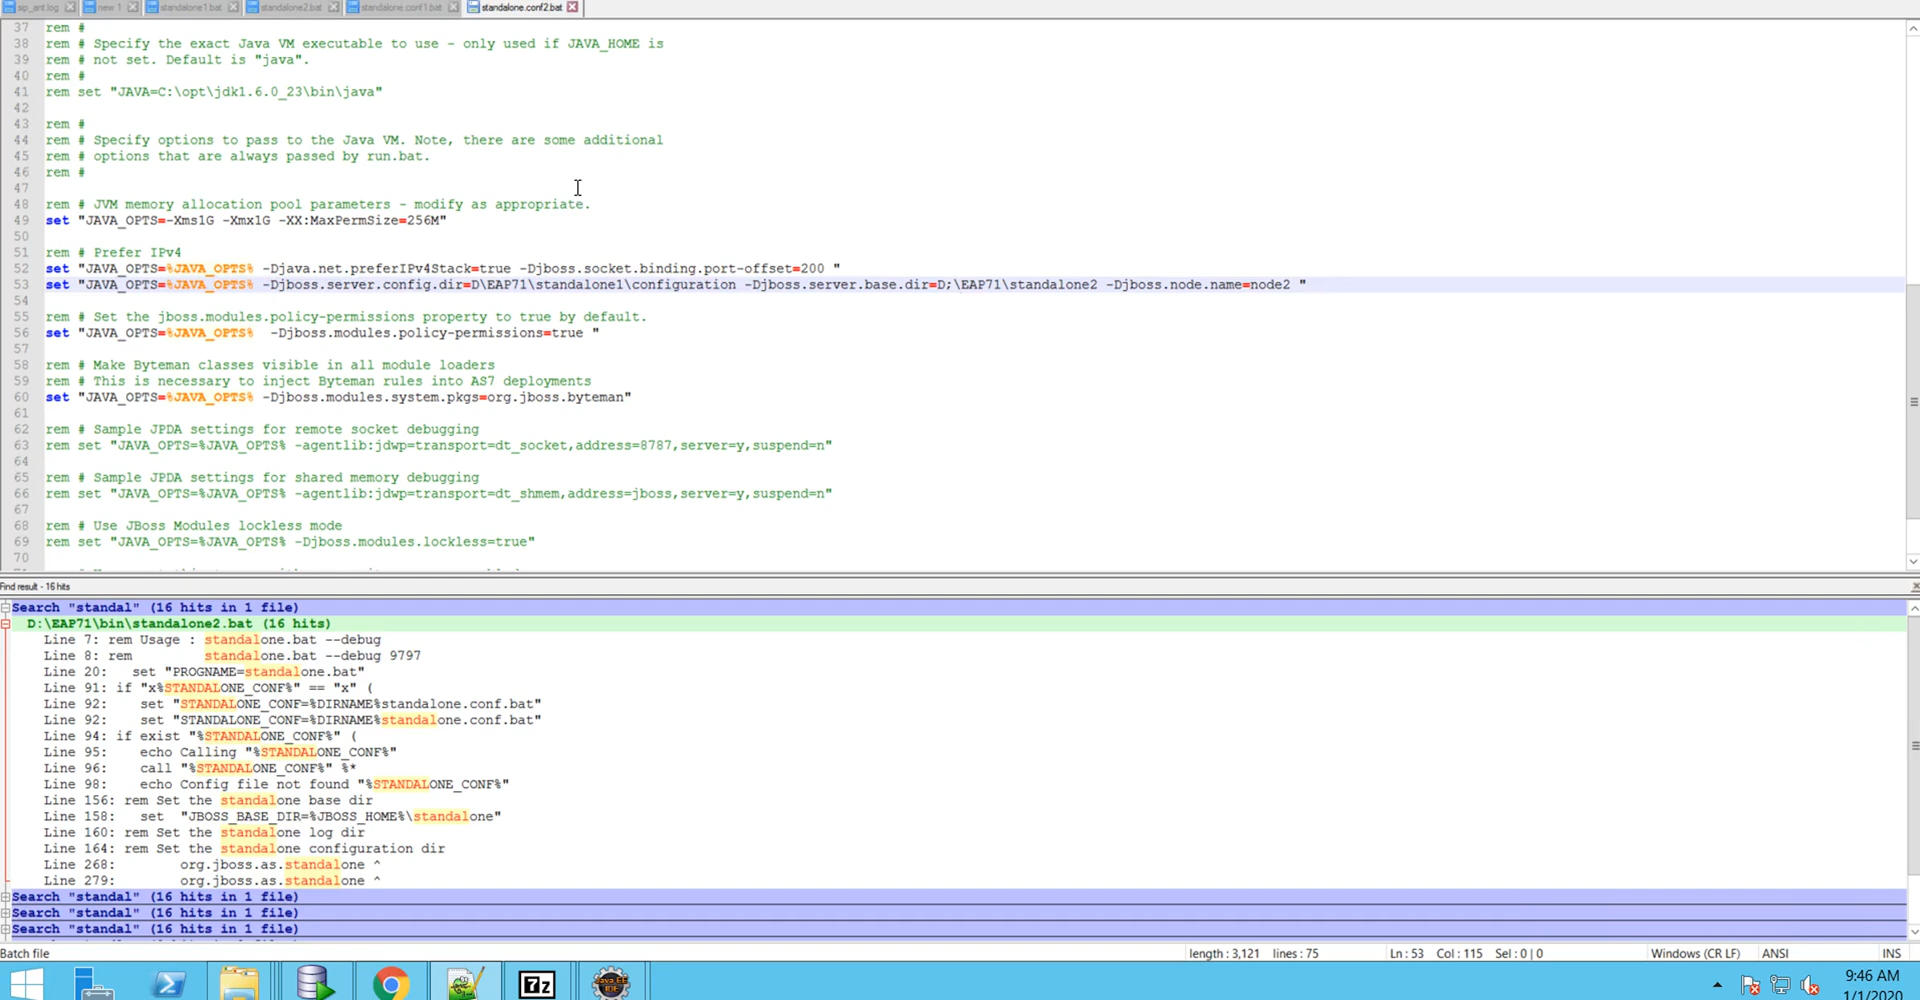 sip_ant.log new 1 standalone1.bat standalone2.bat standalone.conf1.bat standalone.conf2.bat
37 rem #
38 rem # Specify the exact Java VM executable to use - only used if JAVA_HOME is
39 rem # not set. Default is "java".
40 rem #
41 rem set "JAVA=C:\opt\jdk1.6.0_23\bin\java"
42
43 rem #
44 rem # Specify options to pass to the Java VM. Note, there are some additional
45 rem # options that are always passed by run.bat.
46 rem #
47
48 rem # JVM memory allocation pool parameters - modify as appropriate.
49 set "JAVA_OPTS=-Xms1G -Xmx1G -XX:MaxPermSize=256M"
50
51 rem # Prefer IPv4
52 set "JAVA_OPTS=%JAVA_OPTS% -Djava.net.preferIPv4Stack=true -Djboss.socket.binding.port-offset=200 "
53 set "JAVA_OPTS=%JAVA_OPTS% -Djboss.server.config.dir=D\EAP71\standalone1\configuration -Djboss.server.base.dir=D;\EAP71\standalone2 -Djboss.node.name=node2 "
54
55 rem # Set the jboss.modules.policy-permissions property to true by default.
56 set "JAVA_OPTS=%JAVA_OPTS%  -Djboss.modules.policy-permissions=true "
57
58 rem # Make Byteman classes visible in all module loaders
59 rem # This is necessary to inject Byteman rules into AS7 deployments
60 set "JAVA_OPTS=%JAVA_OPTS% -Djboss.modules.system.pkgs=org.jboss.byteman"
61
62 rem # Sample JPDA settings for remote socket debugging
63 rem set "JAVA_OPTS=%JAVA_OPTS% -agentlib:jdwp=transport=dt_socket,address=8787,server=y,suspend=n"
64
65 rem # Sample JPDA settings for shared memory debugging
66 rem set "JAVA_OPTS=%JAVA_OPTS% -agentlib:jdwp=transport=dt_shmem,address=jboss,server=y,suspend=n"
67
68 rem # Use JBoss Modules lockless mode
69 rem set "JAVA_OPTS=%JAVA_OPTS% -Djboss.modules.lockless=true"
70
Find result - 16 hits
Search "standal" (16 hits in 1 file)
D:\EAP71\bin\standalone2.bat (16 hits)
Line 7: rem Usage : standalone.bat --debug
Line 8: rem standalone.bat --debug 9797
Line 20: set "PROGNAME=standalone.bat"
Line 91: if "x%STANDALONE_CONF%" == "x" (
Line 92: set "STANDALONE_CONF=%DIRNAME%standalone.conf.bat"
Line 92: set "STANDALONE_CONF=%DIRNAME%standalone.conf.bat"
Line 94: if exist "%STANDALONE_CONF%" (
Line 95: echo Calling "%STANDALONE_CONF%"
Line 96: call "%STANDALONE_CONF%" %*
Line 98: echo Config file not found "%STANDALONE_CONF%"
Line 156: rem Set the standalone base dir
Line 158: set "JBOSS_BASE_DIR=%JBOSS_HOME%\standalone"
Line 160: rem Set the standalone log dir
Line 164: rem Set the standalone configuration dir
Line 268: org.jboss.as.standalone ^
Line 279: org.jboss.as.standalone ^
Search "standal" (16 hits in 1 file)
Search "standal" (16 hits in 1 file)
Search "standal" (16 hits in 1 file)
Batch file length : 3,121 lines : 75 Ln : 53 Col : 115 Sel : 0 | 0 Windows (CR LF) ANSI INS
7z
Java EE
IDE
9:46 AM
1/1/2020